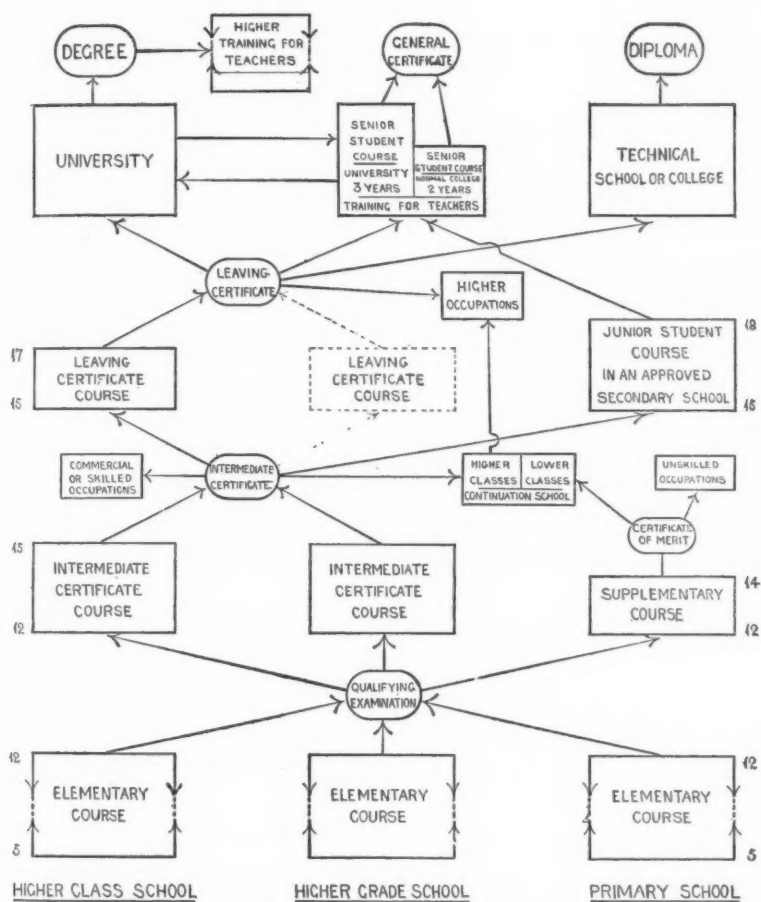 DEGREE
HIGHER
TRAINING FOR
TEACHERS
GENERAL
CERTIFICATE
DIPLOMA
UNIVERSITY
SENIOR
STUDENT
COURSE
UNIVERSITY
3 YEARS
SENIOR
STUDENT COURSE
NORMAL COLLEGE
2 YEARS
TRAINING FOR TEACHERS
TECHNICAL
SCHOOL OR COLLEGE
LEAVING-
CERTIFICATE
HIGHER
OCCUPATIONS
17
LEAVING
CERTIFICATE
COURSE
15
LEAVING
CERTIFICATE
COURSE
18
JUNIOR STUDENT
COURSE
IN AN APPROVED
SECONDARY SCHOOL
15
COMMERCIAL
OR SKILLED
OCCUPATIONS
INTERMEDIATE
CERTIFICATE
HIGHER
CLASSES
LOWER
CLASSES
CONTINUATION SCHOOL
UNSKILLED
OCCUPATIONS
CERTIFICATE
OF MERIT
15
INTERMEDIATE
CERTIFICATE
COURSE
12
INTERMEDIATE
CERTIFICATE
COURSE
14
SUPPLEMENTARY
COURSE
12
QUALIFYING
EXAMINATION
12
ELEMENTARY
COURSE
5
ELEMENTARY
COURSE
12
ELEMENTARY
COURSE
5
HIGHER CLASS SCHOOL
HIGHER GRADE SCHOOL
PRIMARY SCHOOL